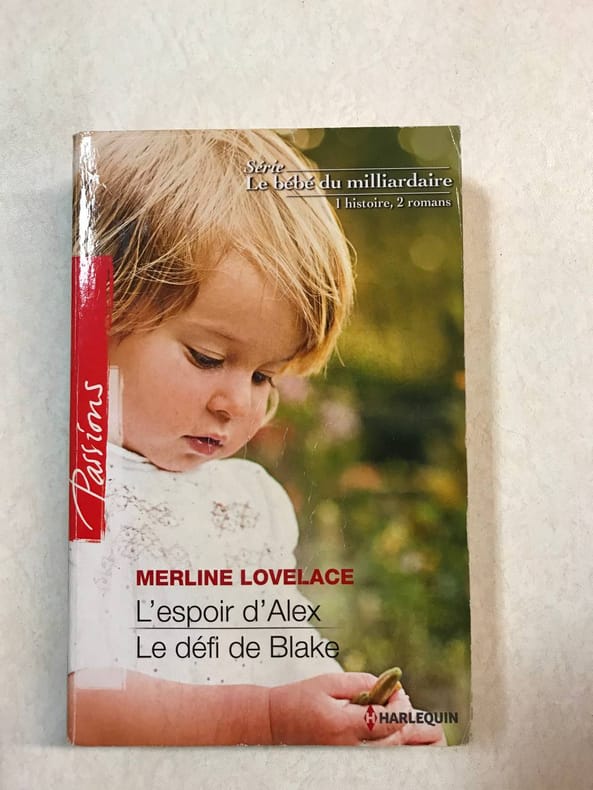 Série
Le bébé du milliardaire
1 histoire, 2 romans
Passions
MERLINE LOVELACE
L'espoir d'Alex
Le défi de Blake
HARLEQUIN